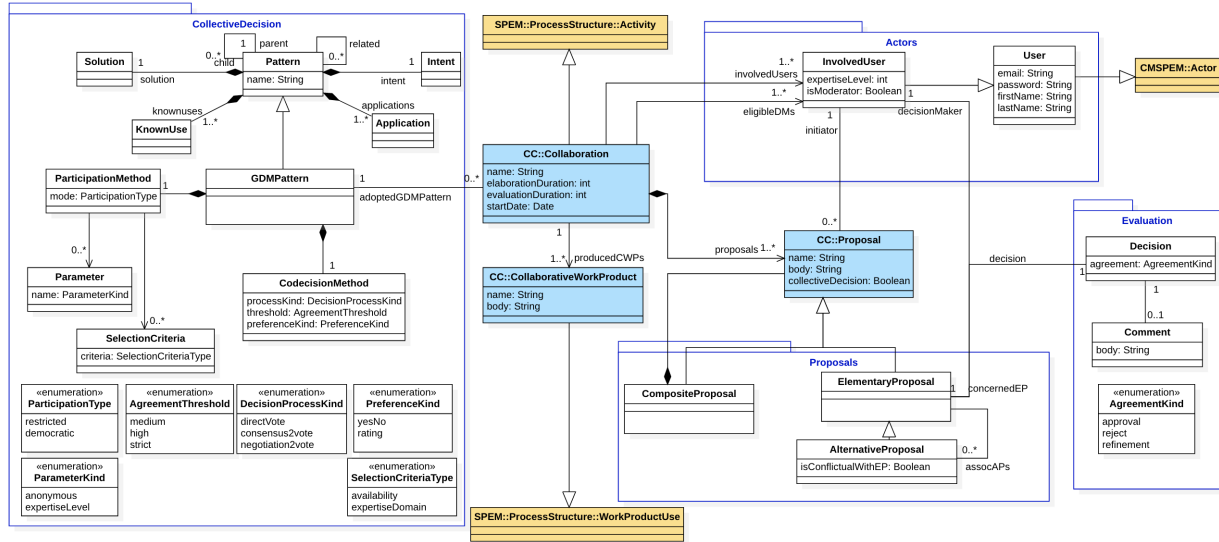 CollectiveDecision
1
parent
0..*
child
related
0..*
Solution
1
solution
Pattern
name: String
1
intent
Intent
knownuses
1..*
KnownUse
applications
1..*
Application
ParticipationMethod
mode: ParticipationType
1
GDMPattern
1
adoptedGDMPattern
0..*
0..*
Parameter
name: ParameterKind
1
CodecisionMethod
processKind: DecisionProcessKind
threshold: AgreementThreshold
preferenceKind: PreferenceKind
0..*
SelectionCriteria
criteria: SelectionCriteriaType
«enumeration»
ParticipationType
restricted
democratic
«enumeration»
AgreementThreshold
medium
high
strict
«enumeration»
DecisionProcessKind
directVote
consensus2vote
negotiation2vote
«enumeration»
PreferenceKind
yesNo
rating
«enumeration»
ParameterKind
anonymous
expertiseLevel
«enumeration»
SelectionCriteriaType
availability
expertiseDomain
SPEM::ProcessStructure::Activity
CC::Collaboration
name: String
elaborationDuration: int
evaluationDuration: int
startDate: Date
1
1..*
producedCWPs
CC::CollaborativeWorkProduct
name: String
body: String
SPEM::ProcessStructure::WorkProductUse
Actors
1..*
involvedUsers
1..*
eligibleDMs
InvolvedUser
expertiseLevel: int
isModerator: Boolean
1
decisionMaker
1
initiator
User
email: String
password: String
firstName: String
lastName: String
CMSPEM::Actor
0..*
proposals
1..*
CC::Proposal
name: String
body: String
collectiveDecision: Boolean
decision
1
Proposals
CompositeProposal
ElementaryProposal
1
concernedEP
AlternativeProposal
isConflictualWithEP: Boolean
0..*
assocAPs
Evaluation
Decision
agreement: AgreementKind
1
0..1
Comment
body: String
«enumeration»
AgreementKind
approval
reject
refinement